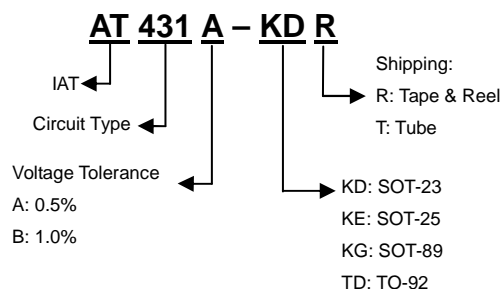 AT 431 A – KD R
IAT
Circuit Type
Voltage Tolerance
A: 0.5%
B: 1.0%
Shipping:
R: Tape & Reel
T: Tube
KD: SOT-23
KE: SOT-25
KG: SOT-89
TD: TO-92